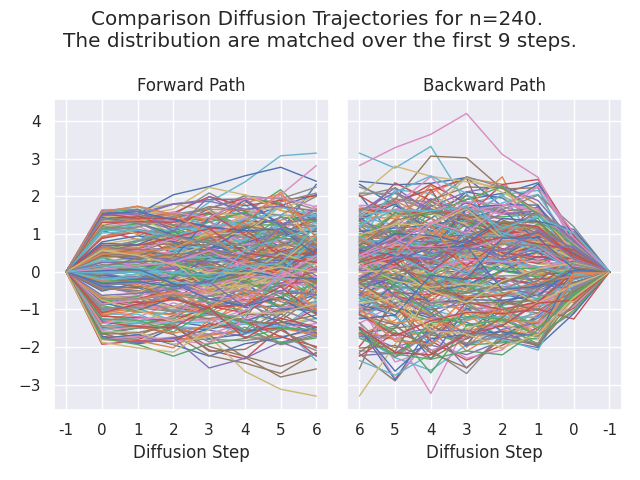 Comparison Diffusion Trajectories for n=240.
The distribution are matched over the first 9 steps.
Forward Path
Backward Path
4
3
2
1
0
−1
−2
−3
-1 0 1 2 3 4 5 6
6 5 4 3 2 1 0 -1
Diffusion Step
Diffusion Step